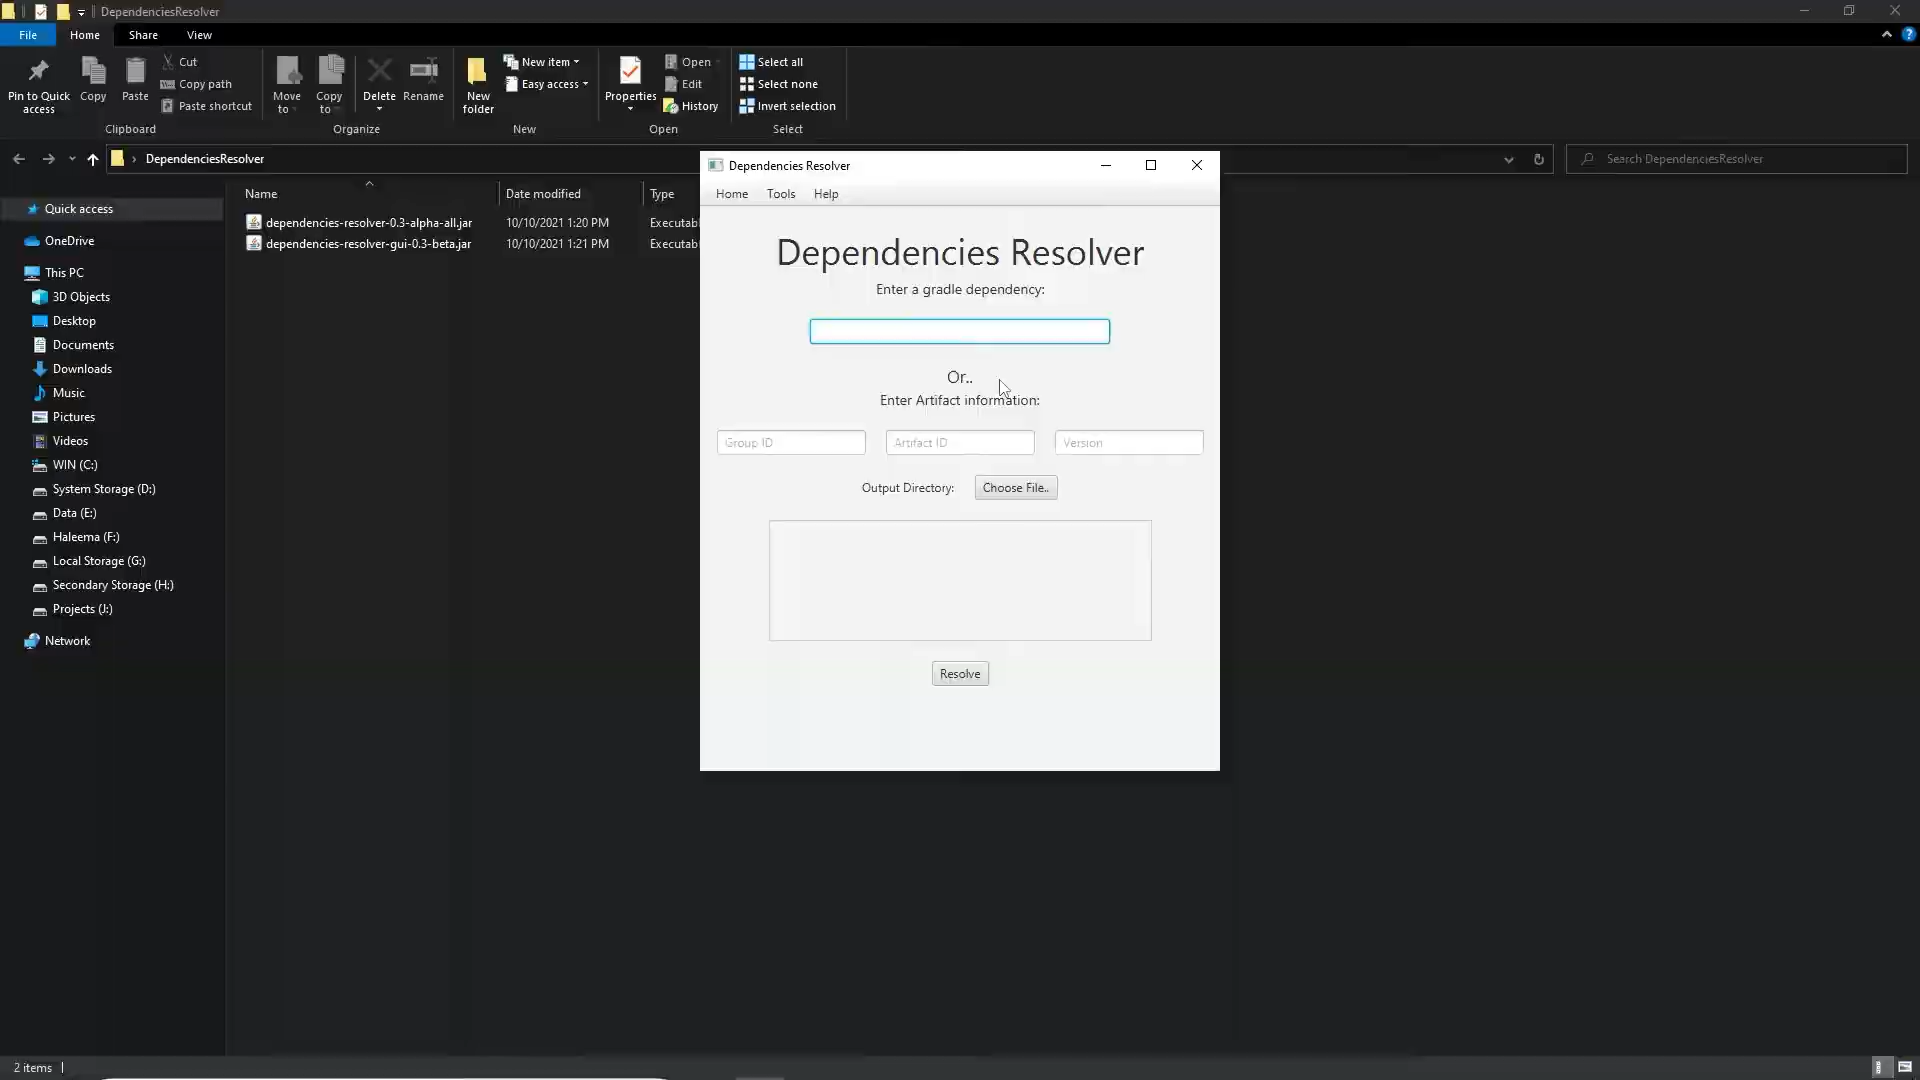 DependenciesResolver
File Home Share View
Pin to Quick access
Copy
Paste
Cut
Copy path
Paste shortcut
Clipboard
Move to
Copy to
Delete
Rename
Organize
New folder
New item
Easy access
New
Properties
Open
Edit
History
Open
Select all
Select none
Invert selection
Select
DependenciesResolver
Search DependenciesResolver
Quick access
OneDrive
This PC
3D Objects
Desktop
Documents
Downloads
Music
Pictures
Videos
WIN (C:)
System Storage (D:)
Data (E:)
Haleema (F:)
Local Storage (G:)
Secondary Storage (H:)
Projects (J:)
Network
Name Date modified Type
dependencies-resolver-0.3-alpha-all.jar 10/10/2021 1:20 PM Executabl
dependencies-resolver-gui-0.3-beta.jar 10/10/2021 1:21 PM Executabl
Dependencies Resolver
Home Tools Help
Dependencies Resolver
Enter a gradle dependency:
Or..
Enter Artifact information:
Group ID Artifact ID Version
Output Directory: Choose File..
Resolve
2 items